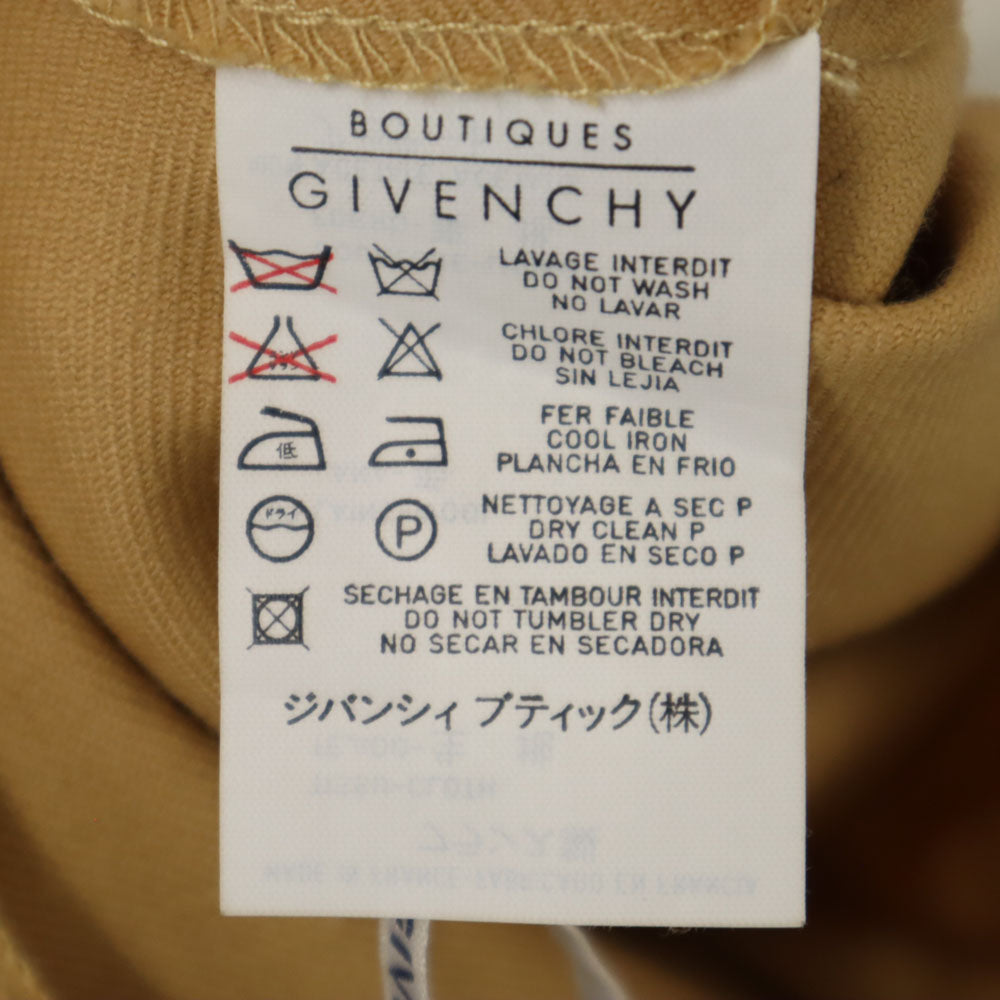 BOUTIQUES
GIVENCHY
LAVAGE INTERDIT
DO NOT WASH
NO LAVAR
CHLORE INTERDIT
DO NOT BLEACH
SIN LEJIA
低
FER FAIBLE
COOL IRON
PLANCHA EN FRIO
ドライ
P
NETTOYAGE A SEC P
DRY CLEAN P
LAVADO EN SECO P
SECHAGE EN TAMBOUR INTERDIT
DO NOT TUMBLER DRY
NO SECAR EN SECADORA
ジバンシィ ブティック(株)